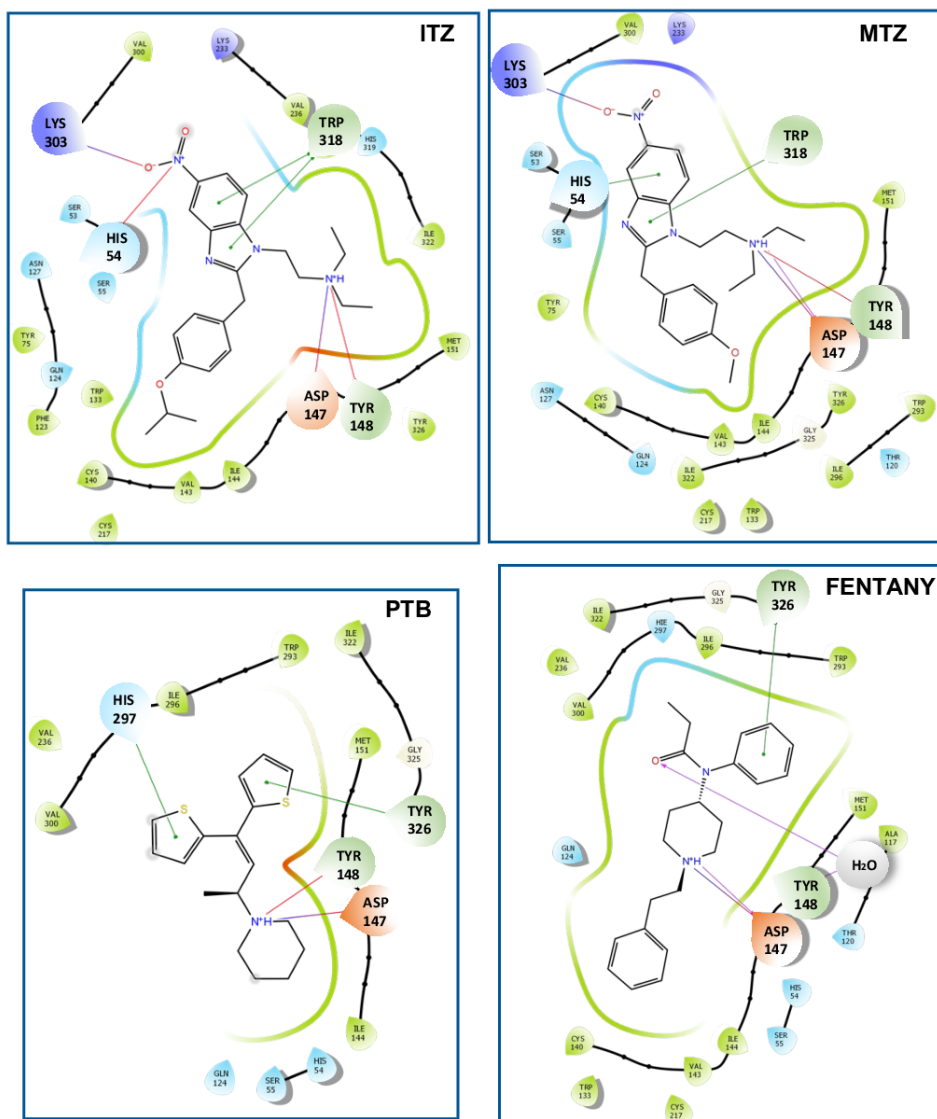 ITZ
VAL
300
LYS
233
LYS
303
VAL
236
TRP
318
HIS
319
O
O⁻
N⁺
SER
53
HIS
54
SER
55
N
N
ILE
322
ASN
127
N⁺H
TYR
75
GLN
124
TRP
133
PHE
123
O
MET
151
ASP
147
TYR
148
TYR
326
CYS
140
VAL
143
ILE
144
CYS
217
MTZ
VAL
300
LYS
233
LYS
303
O
O⁻
N⁺
TRP
318
SER
53
HIS
54
SER
55
N
N
MET
151
N⁺H
TYR
75
TYR
148
ASP
147
O
ASN
127
CYS
140
VAL
143
ILE
144
TYR
326
GLY
325
TRP
293
GLN
124
ILE
322
ILE
296
THR
120
CYS
217
TRP
133
PTB
ILE
322
TRP
293
HIS
297
ILE
296
VAL
236
MET
151
GLY
325
VAL
300
S
S
TYR
326
TYR
148
ASP
147
N⁺H
ILE
144
GLN
124
SER
55
HIS
54
FENTANY
TYR
326
GLY
325
ILE
322
HIE
297
ILE
296
VAL
236
TRP
293
VAL
300
O
N
MET
151
ALA
117
GLN
124
H₂O
N⁺H
TYR
148
ASP
147
THR
120
HIS
54
SER
55
CYS
140
ILE
144
VAL
143
TRP
133
CYS
217